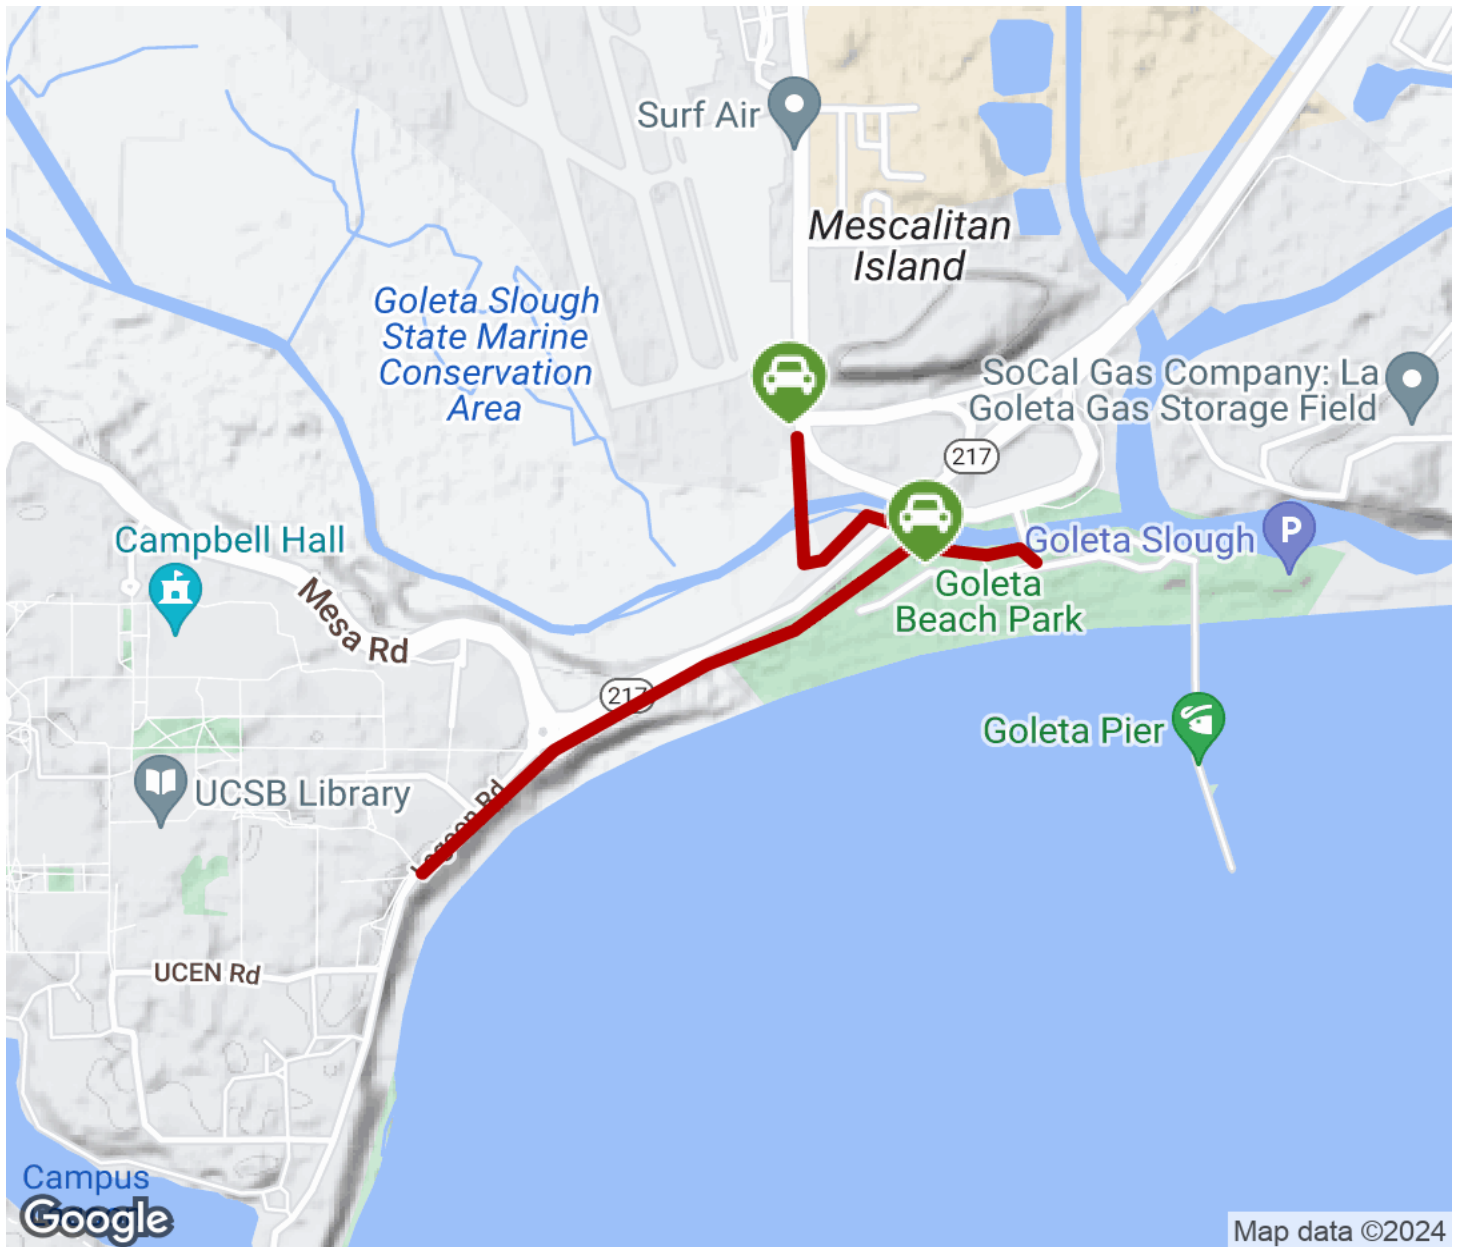 Surf Air
Mescalitan
Island
Goleta Slough
State Marine
Conservation
Area
SoCal Gas Company: La
Goleta Gas Storage Field
217
Campbell Hall
Goleta Slough
P
Mesa Rd
Goleta
Beach Park
217
Goleta Pier
UCSB Library
Lagoon Rd
UCEN Rd
Campus
Google
Map data ©2024